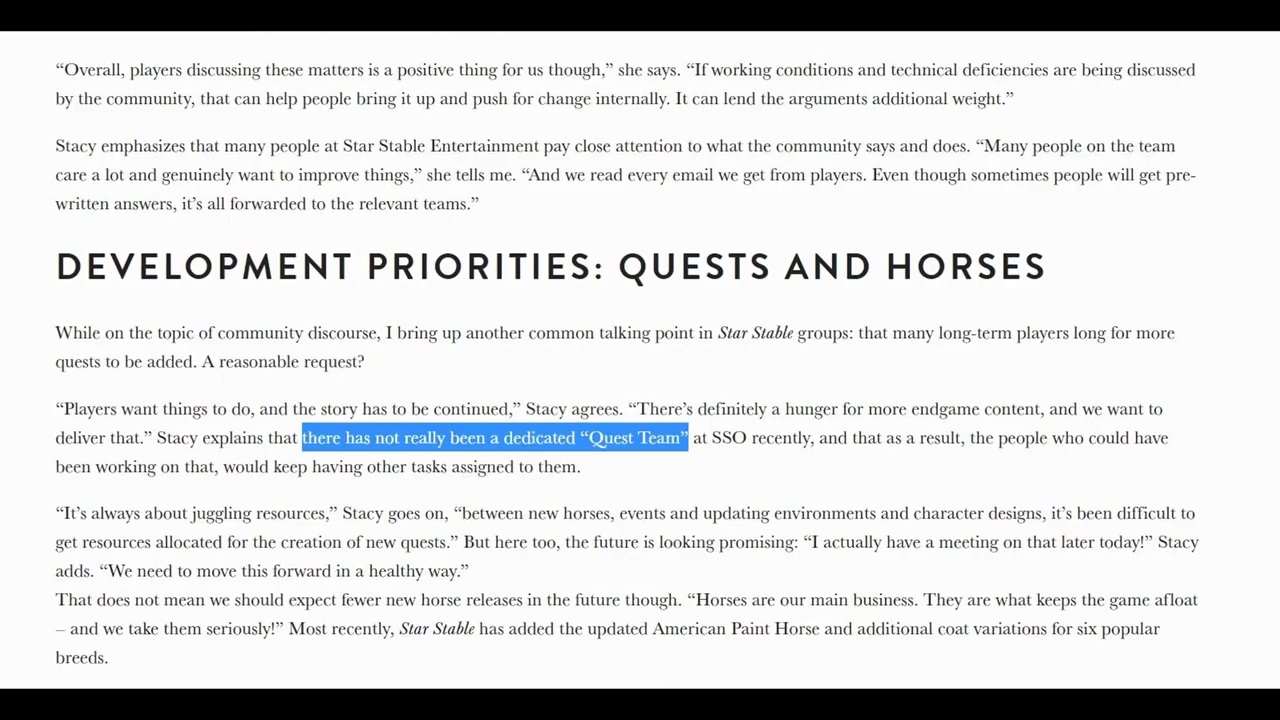 “Overall, players discussing these matters is a positive thing for us though,” she says. “If working conditions and technical deficiencies are being discussed
by the community, that can help people bring it up and push for change internally. It can lend the arguments additional weight.”
Stacy emphasizes that many people at Star Stable Entertainment pay close attention to what the community says and does. “Many people on the team
care a lot and genuinely want to improve things,” she tells me. “And we read every email we get from players. Even though sometimes people will get pre-
written answers, it’s all forwarded to the relevant teams.”
DEVELOPMENT PRIORITIES: QUESTS AND HORSES
While on the topic of community discourse, I bring up another common talking point in Star Stable groups: that many long-term players long for more
quests to be added. A reasonable request?
“Players want things to do, and the story has to be continued,” Stacy agrees. “There’s definitely a hunger for more endgame content, and we want to
deliver that.” Stacy explains that there has not really been a dedicated “Quest Team” at SSO recently, and that as a result, the people who could have
been working on that, would keep having other tasks assigned to them.
“It’s always about juggling resources,” Stacy goes on, “between new horses, events and updating environments and character designs, it’s been difficult to
get resources allocated for the creation of new quests.” But here too, the future is looking promising: “I actually have a meeting on that later today!” Stacy
adds. “We need to move this forward in a healthy way.”
That does not mean we should expect fewer new horse releases in the future though. “Horses are our main business. They are what keeps the game afloat
– and we take them seriously!” Most recently, Star Stable has added the updated American Paint Horse and additional coat variations for six popular
breeds.